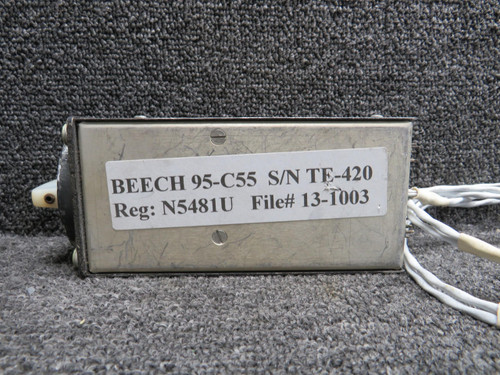 BEECH 95-C55 S/N TE-420
Reg: N5481U File# 13-1003